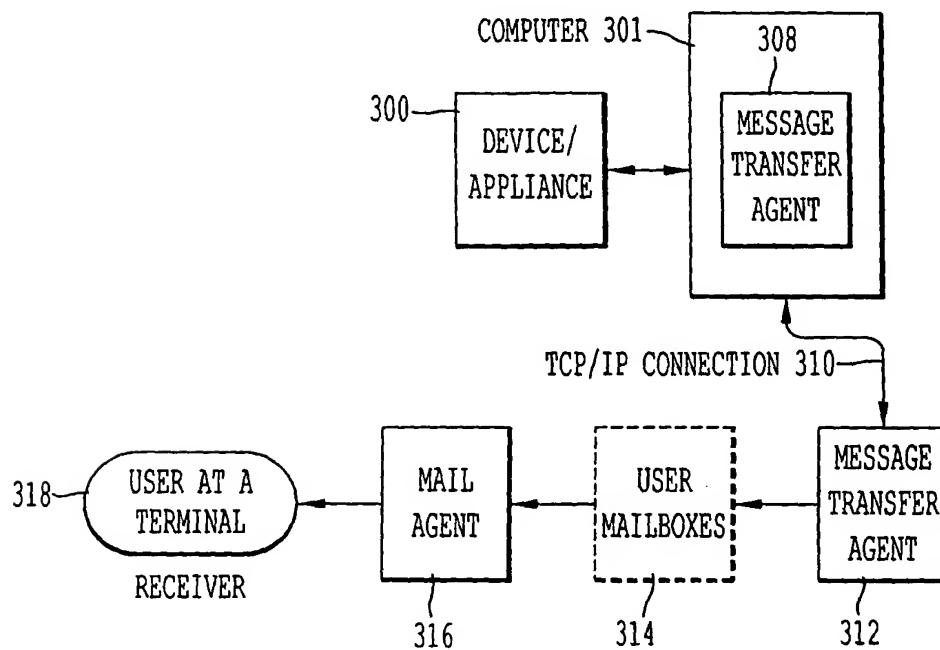 COMPUTER 301
308
300
DEVICE/
APPLIANCE
MESSAGE
TRANSFER
AGENT
TCP/IP CONNECTION 310
318
USER AT A
TERMINAL
RECEIVER
MAIL
AGENT
316
USER
MAILBOXES
314
MESSAGE
TRANSFER
AGENT
312